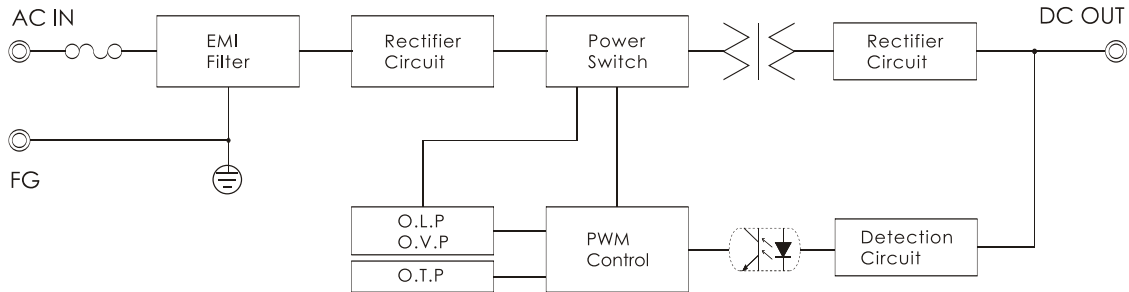 AC IN
DC OUT
EMI
Filter
Rectifier
Circuit
Power
Switch
Rectifier
Circuit
FG
O.L.P
O.V.P
O.T.P
PWM
Control
Detection
Circuit